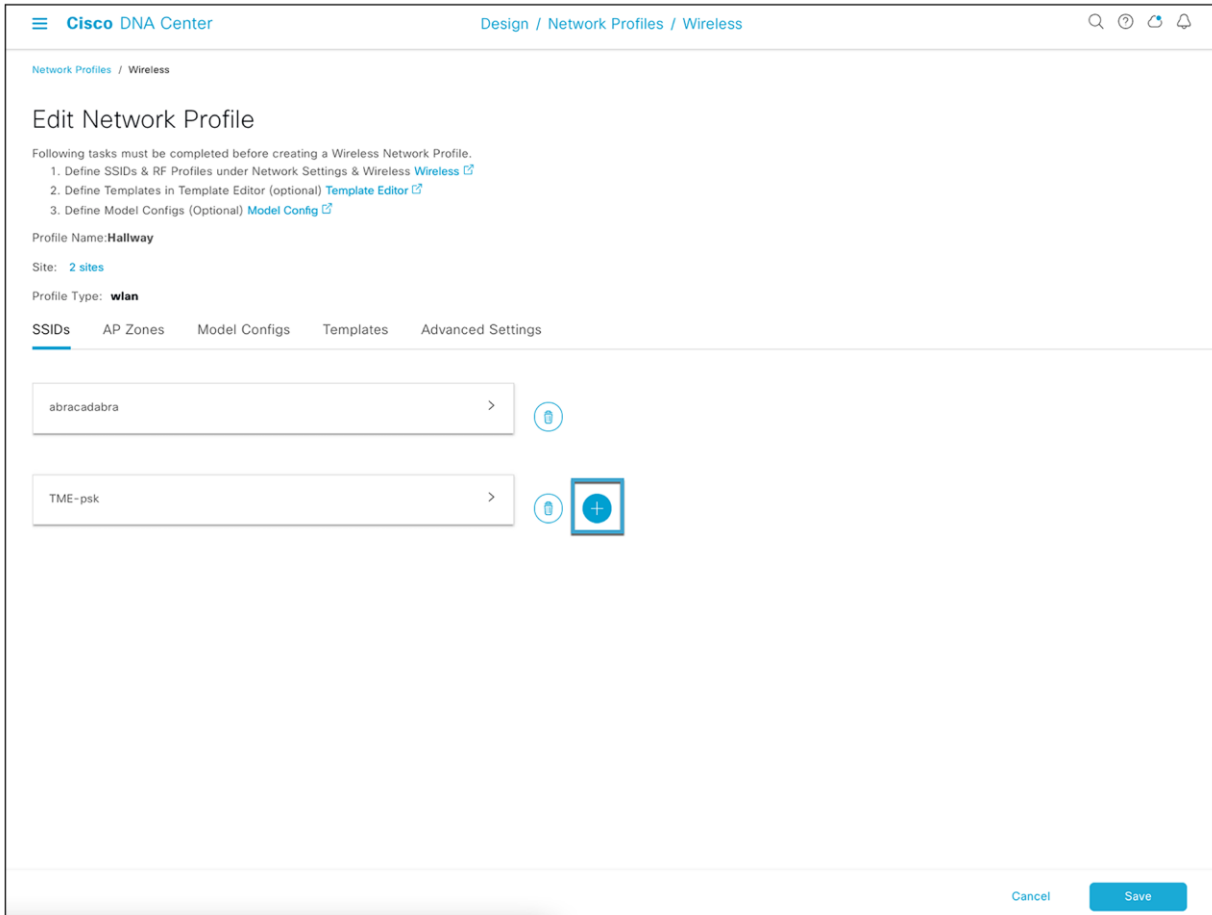 Cisco DNA Center
Design / Network Profiles / Wireless
Network Profiles / Wireless
Edit Network Profile
Following tasks must be completed before creating a Wireless Network Profile.
1. Define SSIDs & RF Profiles under Network Settings & Wireless Wireless
2. Define Templates in Template Editor (optional) Template Editor
3. Define Model Configs (Optional) Model Config
Profile Name:Hallway
Site: 2 sites
Profile Type: wlan
SSIDs AP Zones Model Configs Templates Advanced Settings
abracadabra
TME-psk
Cancel Save